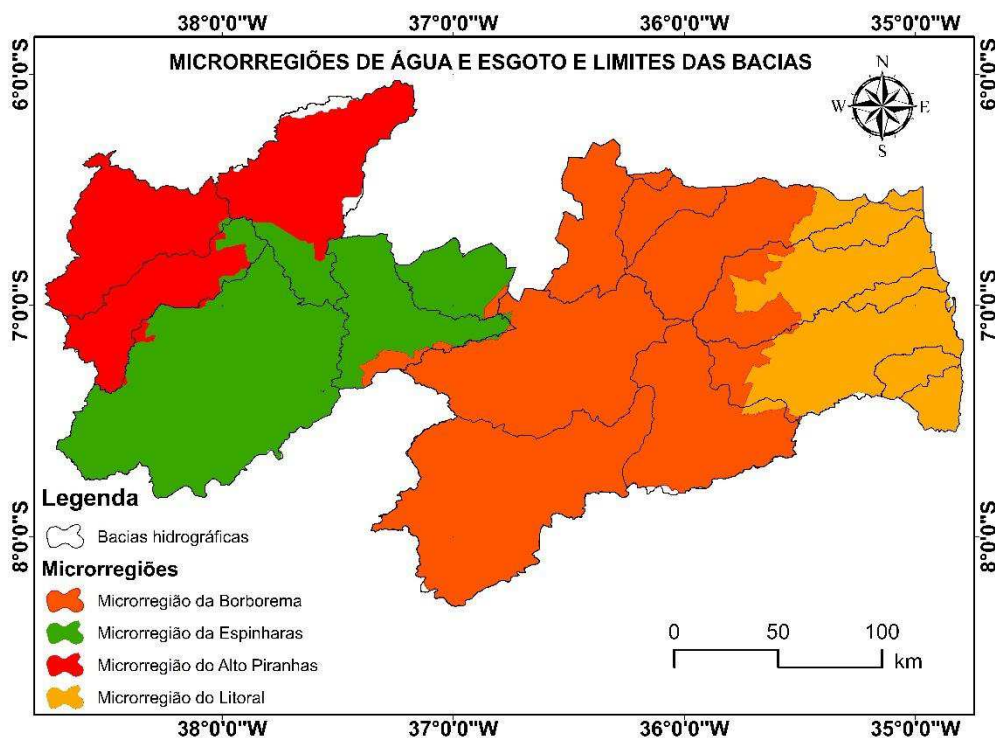 38°0'0"W 37°0'0"W 36°0'0"W 35°0'0"W
MICRORREGIÕES DE ÁGUA E ESGOTO E LIMITES DAS BACIAS
6°0'0"S 6°0'0"S
N
W E
S
7°0'0"S 7°0'0"S
8°0'0"S 8°0'0"S
Legenda
Bacias hidrográficas
Microrregiões
Microrregião da Borborema
Microrregião da Espinharas
Microrregião do Alto Piranhas
Microrregião do Litoral
0 50 100
km
38°0'0"W 37°0'0"W 36°0'0"W 35°0'0"W